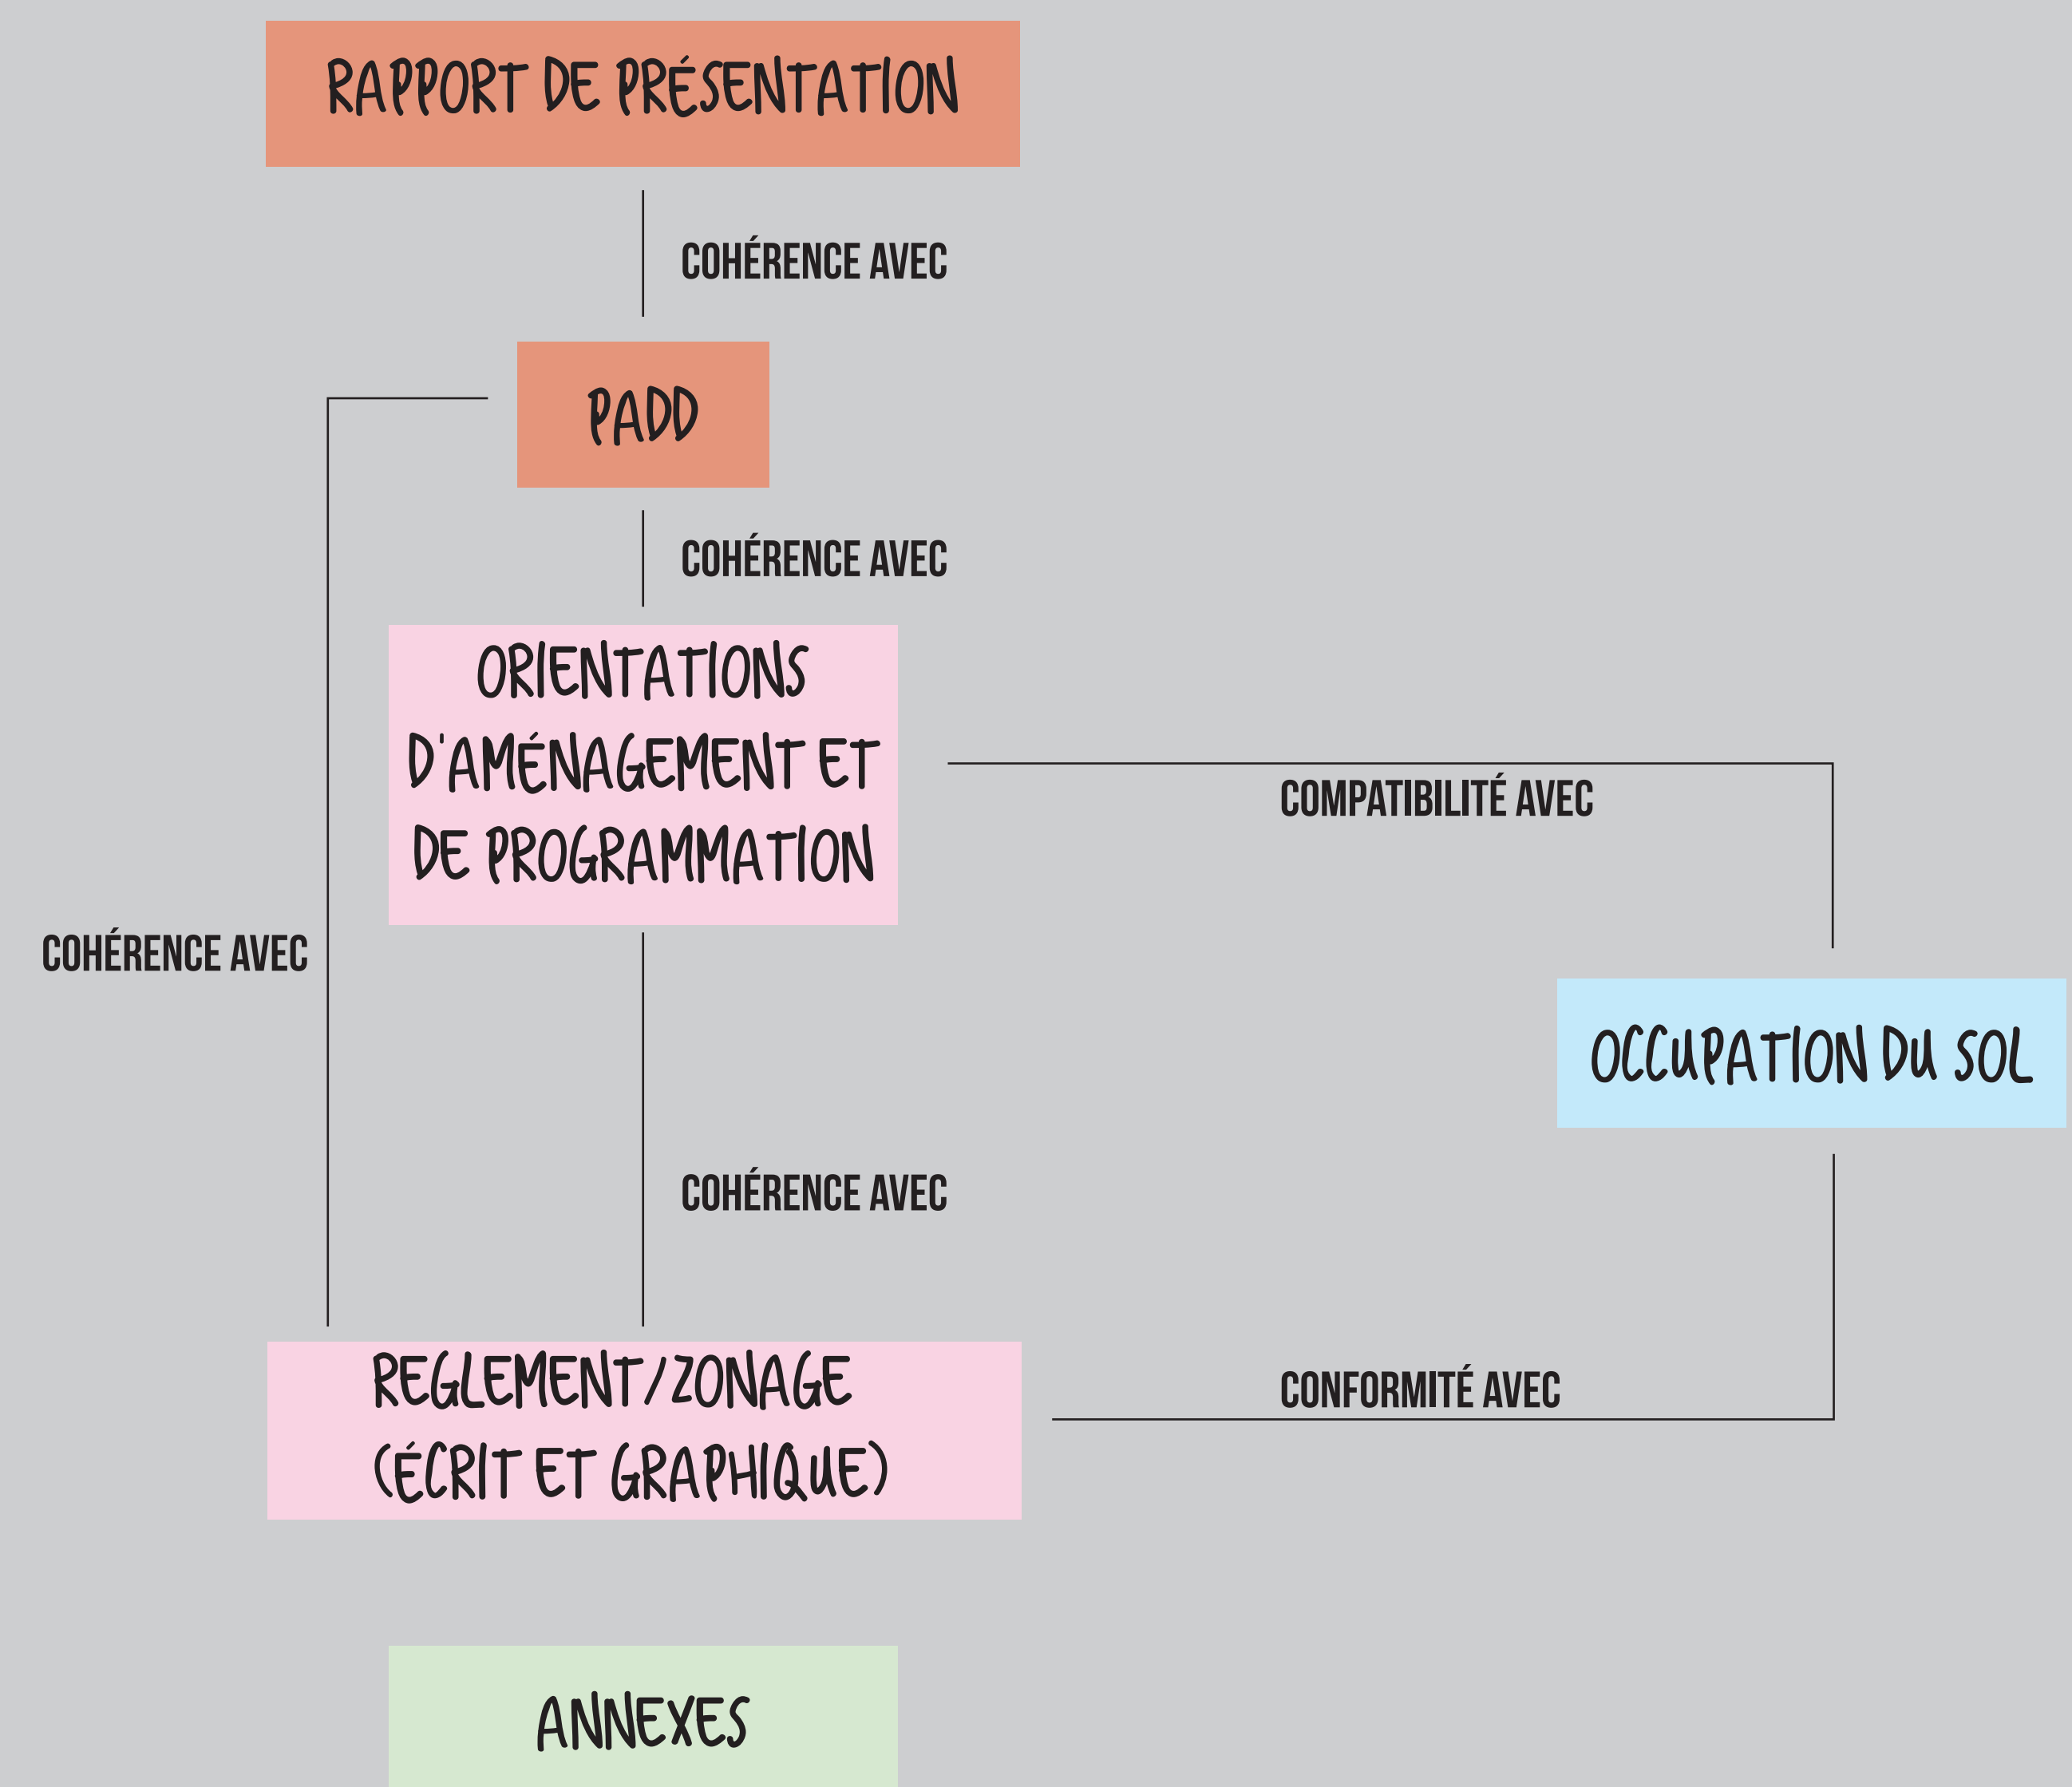 RAPPORT DE PRÉSENTATION
COHÉRENCE AVEC
PADD
COHÉRENCE AVEC
ORIENTATIONS
D'AMÉNAGEMENT ET
DE PROGRAMMATION
COMPATIBILITÉ AVEC
COHÉRENCE AVEC
OCCUPATION DU SOL
COHÉRENCE AVEC
REGLEMENT/ZONAGE
(ÉCRIT ET GRAPHIQUE)
CONFORMITÉ AVEC
ANNEXES